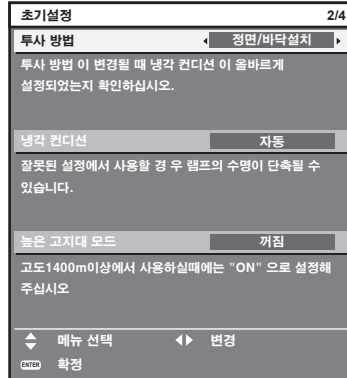 초기설정 2/4
투사 방법 정면/바닥설치
투사 방법 이 변경될 때 냉각 컨디션 이 올바르게
설정되었는지 확인하십시오.
냉각 컨디션 자동
잘못된 설정에서 사용할 경 우 램프의 수명이 단축될 수
있습니다.
높은 고지대 모드 꺼짐
고도1400m이상에서 사용하실때에는 "ON" 으로 설정해
주십시오
메뉴 선택 변경
ENTER 확정